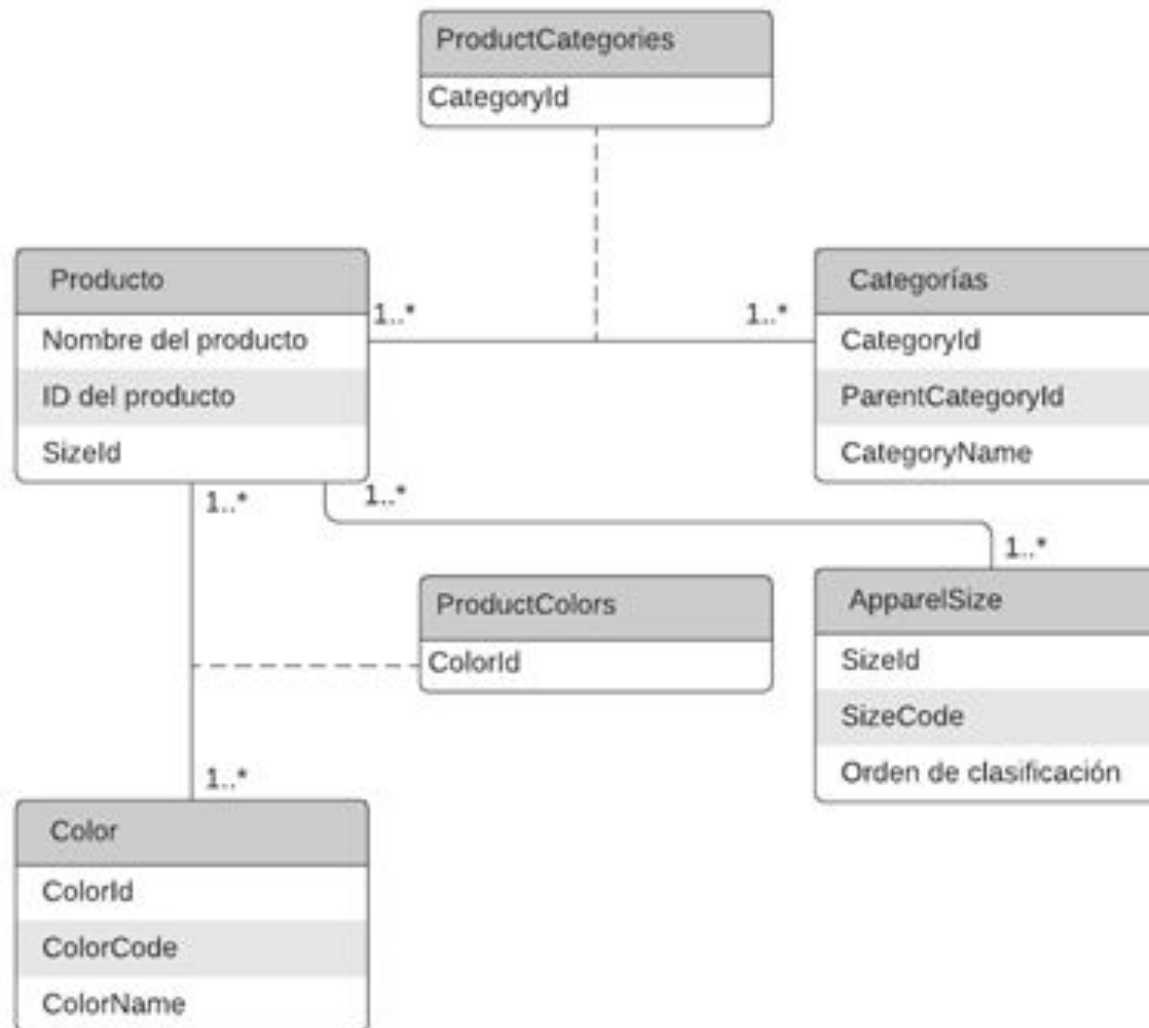 ProductCategories
CategoryId
Producto
Nombre del producto
ID del producto
SizeId
1..*
1..*
Categorías
CategoryId
ParentCategoryId
CategoryName
1..*
1..*
1..*
ProductColors
ColorId
ApparelSize
SizeId
SizeCode
Orden de clasificación
1..*
Color
ColorId
ColorCode
ColorName